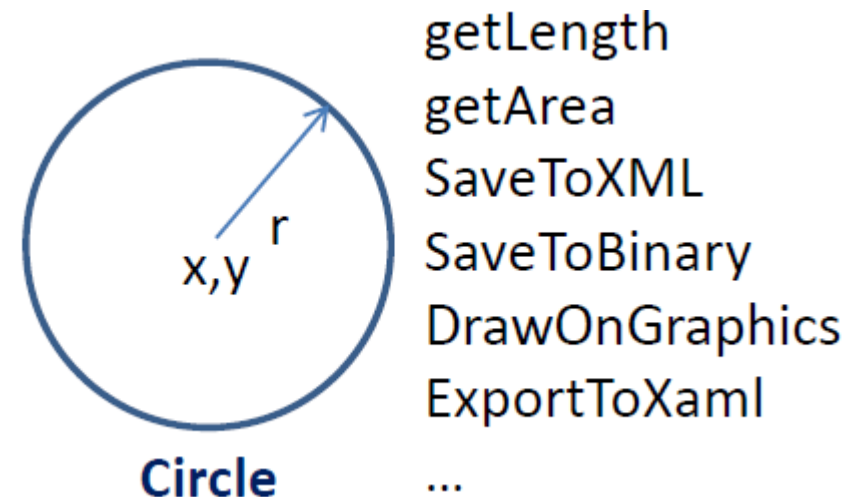 r
x,y
Circle
getLength
getArea
SaveToXML
SaveToBinary
DrawOnGraphics
ExportToXaml
...